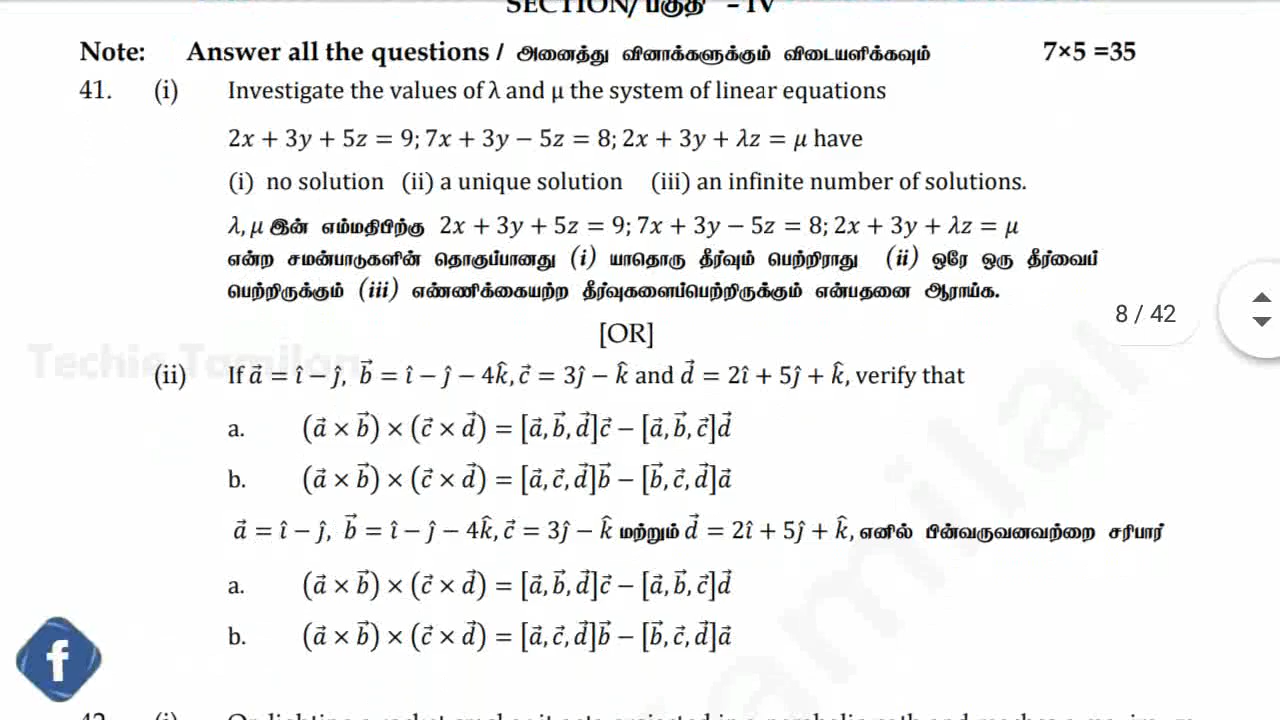 SECTION/ பகுதி – IV
Note: Answer all the questions / அனைத்து வினாக்களுக்கும் விடையளிக்கவும் 7×5 =35
41. (i) Investigate the values of λ and μ the system of linear equations
2x + 3y + 5z = 9; 7x + 3y − 5z = 8; 2x + 3y + λz = μ have
(i) no solution (ii) a unique solution (iii) an infinite number of solutions.
λ, μ இன் எம்மதிபிற்கு 2x + 3y + 5z = 9; 7x + 3y − 5z = 8; 2x + 3y + λz = μ
என்ற சமன்பாடுகளின் தொகுப்பானது (i) யாதொரு தீர்வும் பெற்றிராது (ii) ஒரே ஒரு தீர்வைப்
பெற்றிருக்கும் (iii) எண்ணிக்கையற்ற தீர்வுகளைப்பெற்றிருக்கும் என்பதனை ஆராய்க.
8 / 42
[OR]
Techie Tamilan
(ii) If a⃗ = î − ĵ, b⃗ = î − ĵ − 4k̂, c⃗ = 3ĵ − k̂ and d⃗ = 2î + 5ĵ + k̂, verify that
a. (a⃗ × b⃗) × (c⃗ × d⃗) = [a⃗, b⃗, d⃗]c⃗ − [a⃗, b⃗, c⃗]d⃗
b. (a⃗ × b⃗) × (c⃗ × d⃗) = [a⃗, c⃗, d⃗]b⃗ − [b⃗, c⃗, d⃗]a⃗
a⃗ = î − ĵ, b⃗ = î − ĵ − 4k̂, c⃗ = 3ĵ − k̂ மற்றும் d⃗ = 2î + 5ĵ + k̂, எனில் பின்வருவனவற்றை சரிபார்
a. (a⃗ × b⃗) × (c⃗ × d⃗) = [a⃗, b⃗, d⃗]c⃗ − [a⃗, b⃗, c⃗]d⃗
b. (a⃗ × b⃗) × (c⃗ × d⃗) = [a⃗, c⃗, d⃗]b⃗ − [b⃗, c⃗, d⃗]a⃗
f